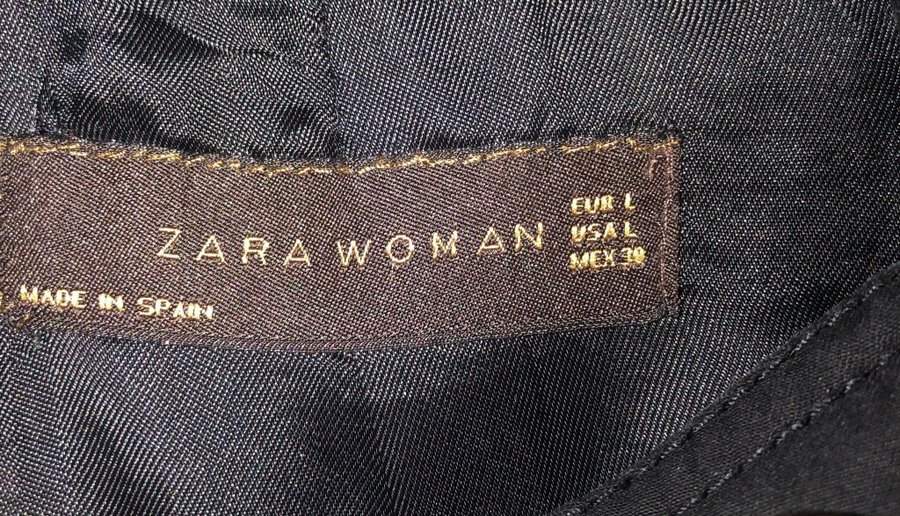 ZARA WOMAN
EUR L
USA L
MEX 30
MADE IN SPAIN